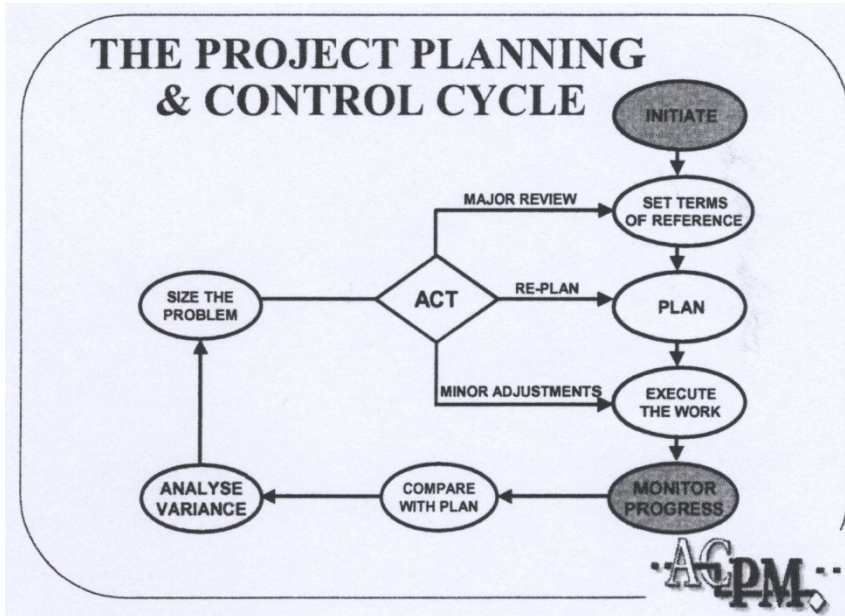 THE PROJECT PLANNING
& CONTROL CYCLE
INITIATE
MAJOR REVIEW
SET TERMS
OF REFERENCE
SIZE THE
PROBLEM
ACT
RE-PLAN
PLAN
MINOR ADJUSTMENTS
EXECUTE
THE WORK
ANALYSE
VARIANCE
COMPARE
WITH PLAN
MONITOR
PROGRESS
ACPM